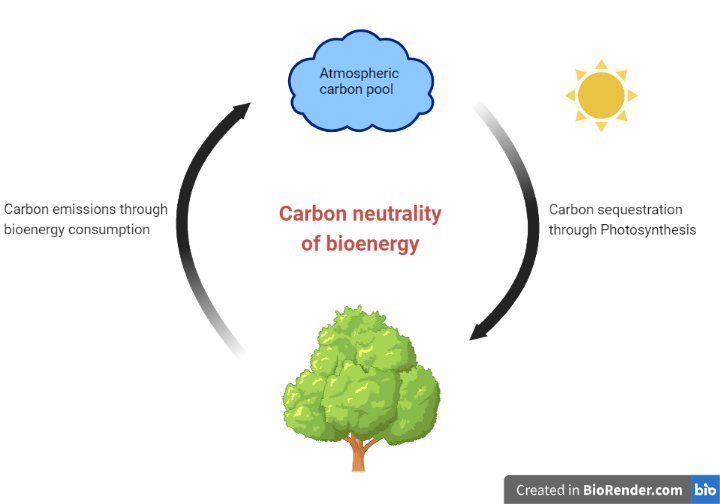 Atmospheric
carbon pool
Carbon emissions through
bioenergy consumption
Carbon neutrality
of bioenergy
Carbon sequestration
through Photosynthesis
Created in BioRender.com bio